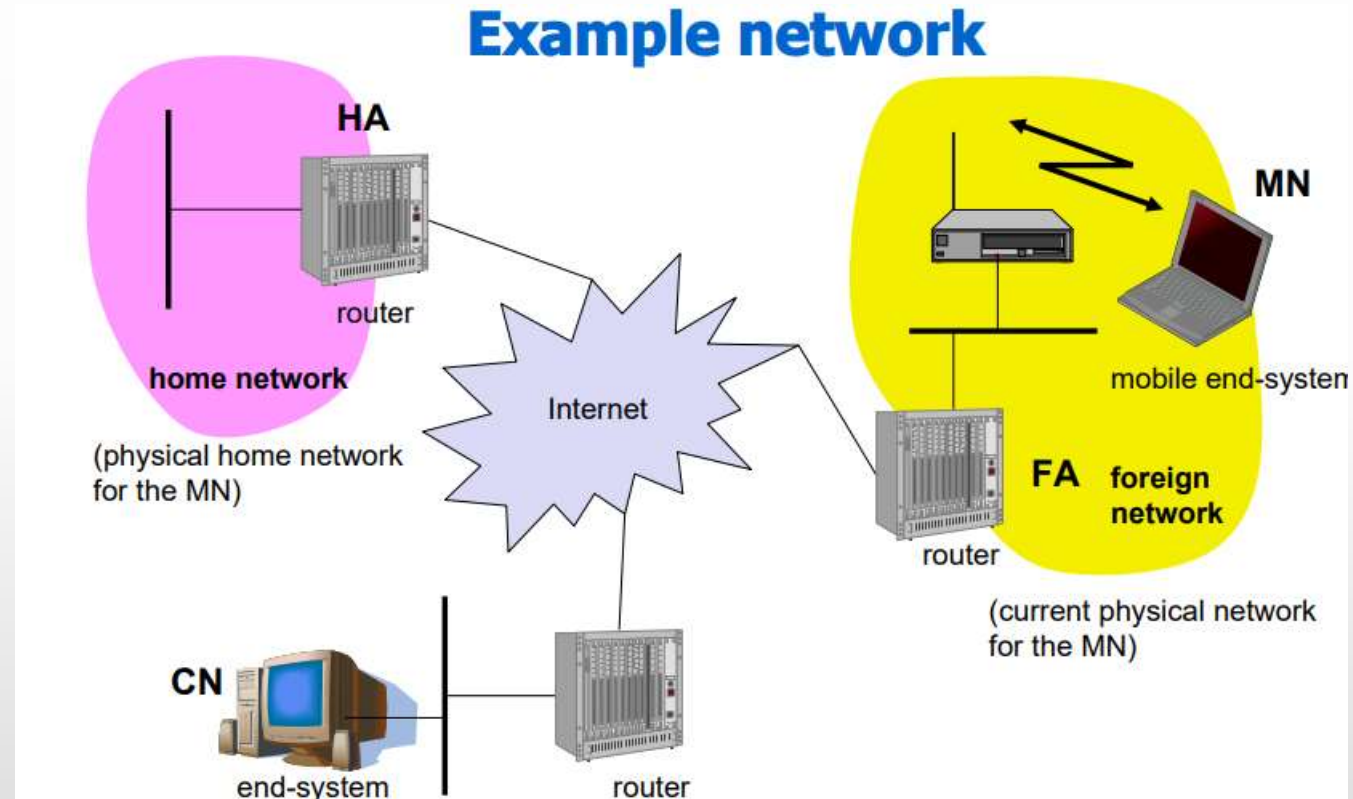 Example network
HA
router
home network
(physical home network
for the MN)
Internet
MN
mobile end-system
FA
foreign
network
router
(current physical network
for the MN)
CN
end-system
router